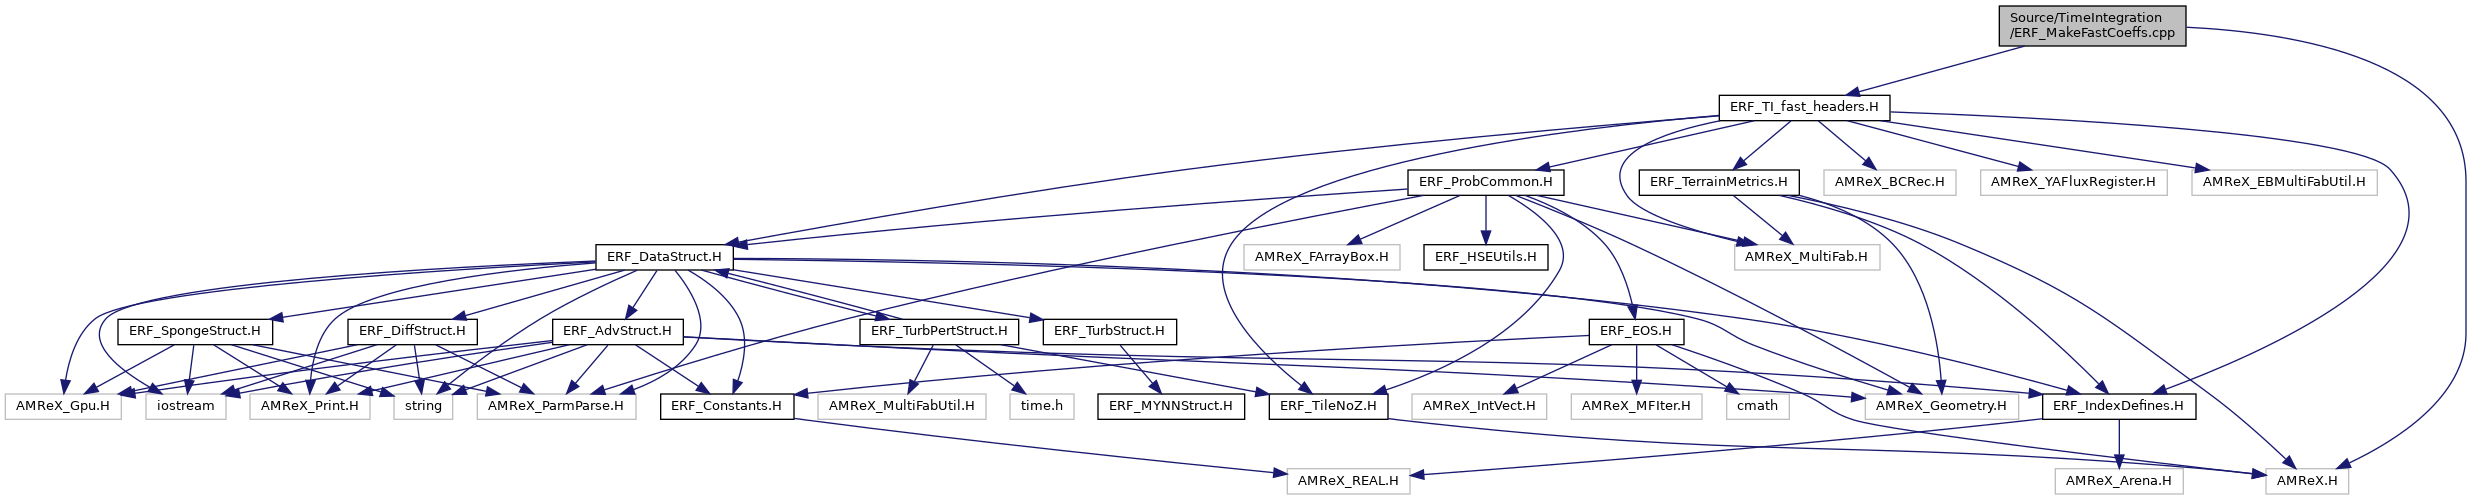 Source/TimeIntegration
/ERF_MakeFastCoeffs.cpp
ERF_TI_fast_headers.H
ERF_ProbCommon.H
ERF_TerrainMetrics.H
AMReX_BCRec.H
AMReX_YAFluxRegister.H
AMReX_EBMultiFabUtil.H
ERF_DataStruct.H
AMReX_FArrayBox.H
ERF_HSEUtils.H
AMReX_MultiFab.H
ERF_SpongeStruct.H
ERF_DiffStruct.H
ERF_AdvStruct.H
ERF_TurbPertStruct.H
ERF_TurbStruct.H
ERF_EOS.H
AMReX_Gpu.H
iostream
AMReX_Print.H
string
AMReX_ParmParse.H
ERF_Constants.H
AMReX_MultiFabUtil.H
time.h
ERF_MYNNStruct.H
ERF_TileNoZ.H
AMReX_IntVect.H
AMReX_MFIter.H
cmath
AMReX_Geometry.H
ERF_IndexDefines.H
AMReX_REAL.H
AMReX_Arena.H
AMReX.H